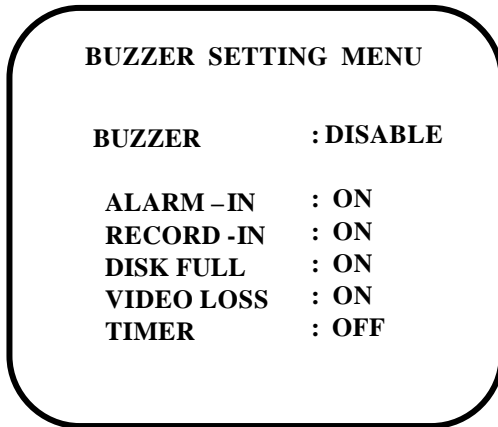 BUZZER SETTING MENU
BUZZER : DISABLE
ALARM – IN : ON
RECORD -IN : ON
DISK FULL : ON
VIDEO LOSS : ON
TIMER : OFF